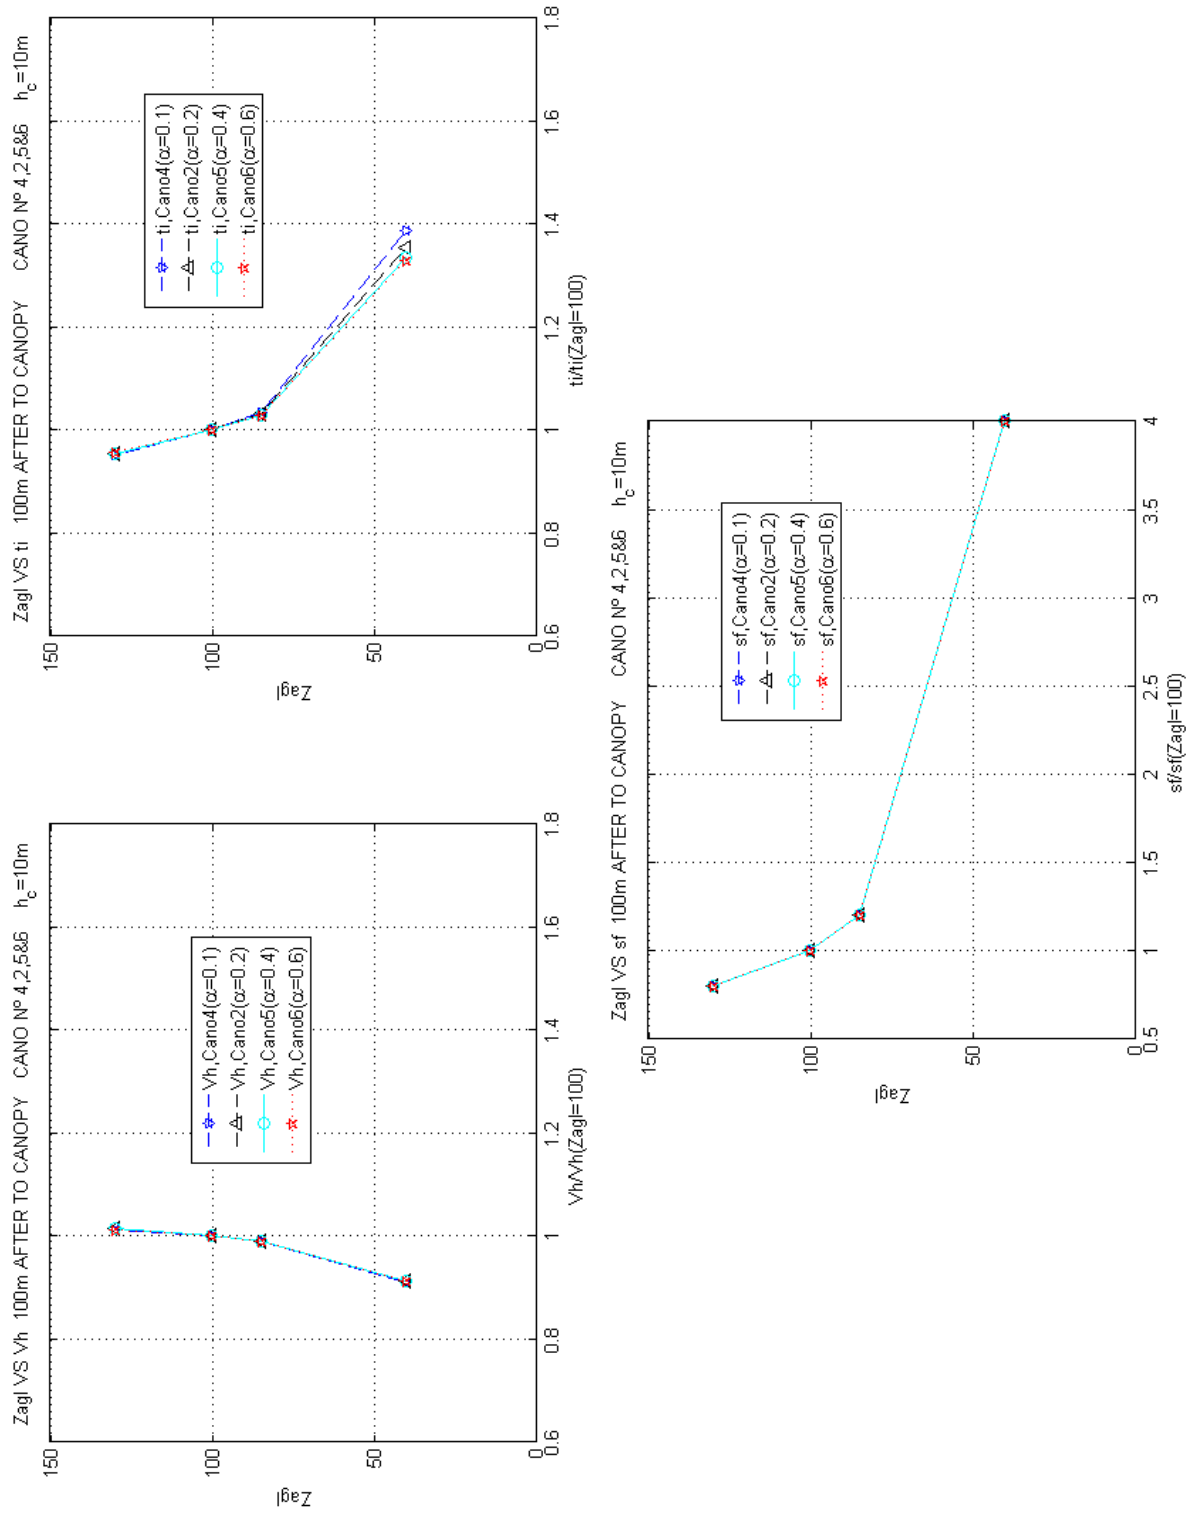 Zagl VS Vh 100m AFTER TO CANOPY CANO Nº 4,2,5&6 h_c=10m
150
100
50
0
Zagl
0.6
0.8
1
1.2
1.4
1.6
1.8
Vh/Vh(Zagl=100)
Vh,Cano4(α=0.1)
Vh,Cano2(α=0.2)
Vh,Cano5(α=0.4)
Vh,Cano6(α=0.6)
Zagl VS ti 100m AFTER TO CANOPY CANO Nº 4,2,5&6 h_c=10m
150
100
50
0
Zagl
0.6
0.8
1
1.2
1.4
1.6
1.8
ti/ti(Zagl=100)
ti,Cano4(α=0.1)
ti,Cano2(α=0.2)
ti,Cano5(α=0.4)
ti,Cano6(α=0.6)
Zagl VS sf 100m AFTER TO CANOPY CANO Nº 4,2,5&6 h_c=10m
150
100
50
0
Zagl
0.5
1
1.5
2
2.5
3
3.5
4
sf/sf(Zagl=100)
sf,Cano4(α=0.1)
sf,Cano2(α=0.2)
sf,Cano5(α=0.4)
sf,Cano6(α=0.6)